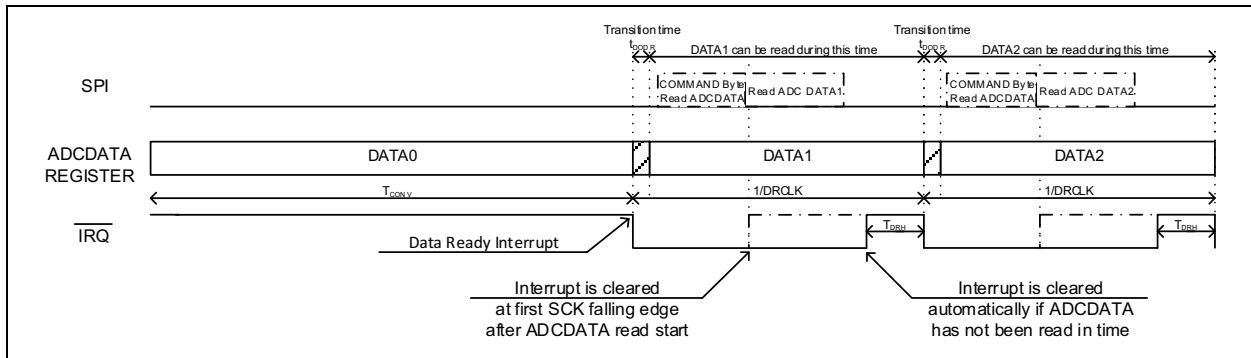 Transition time
tDODR
DATA1 can be read during this time
Transition time
tDODR
DATA2 can be read during this time
SPI
COMMAND Byte
Read ADCDATA
Read ADC DATA1
COMMAND Byte
Read ADCDATA
Read ADC DATA2
ADCDATA
REGISTER
DATA0
DATA1
DATA2
TCONV
1/DRCLK
1/DRCLK
IRQ
TDRH
TDRH
Data Ready Interrupt
Interrupt is cleared
at first SCK falling edge
after ADCDATA read start
Interrupt is cleared
automatically if ADCDATA
has not been read in time